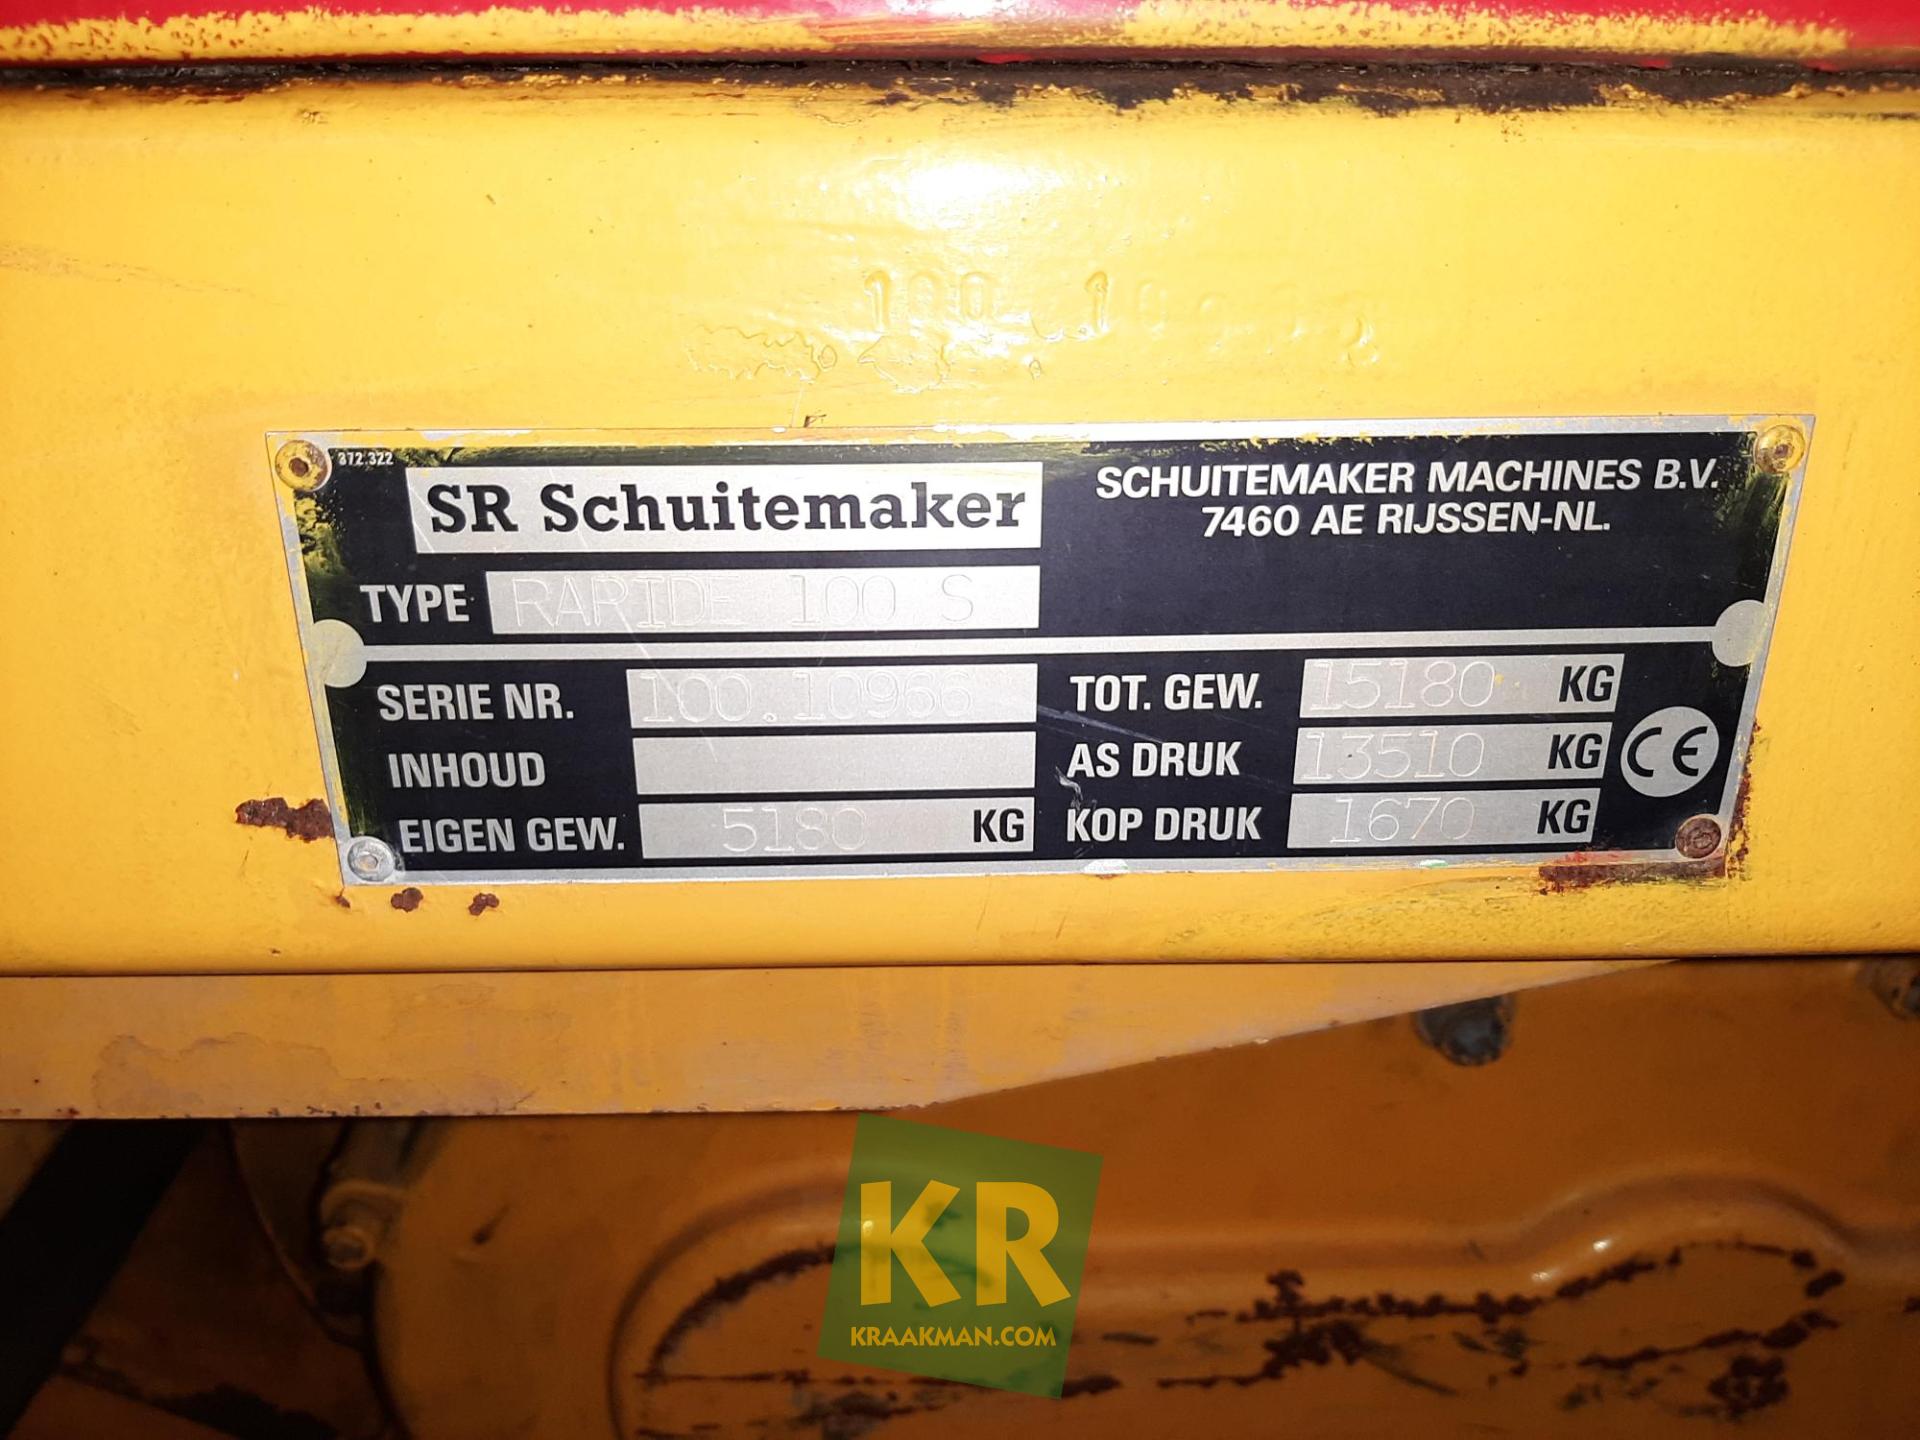 372.322
SR Schuitemaker
SCHUITEMAKER MACHINES B.V.
7460 AE RIJSSEN-NL.
TYPE RAPIDE 100 S
SERIE NR. 100.10966
INHOUD
EIGEN GEW. 5180 KG
TOT. GEW. 15180 KG
AS DRUK 13510 KG
KOP DRUK 1670 KG
CE
KR
KRAAKMAN.COM